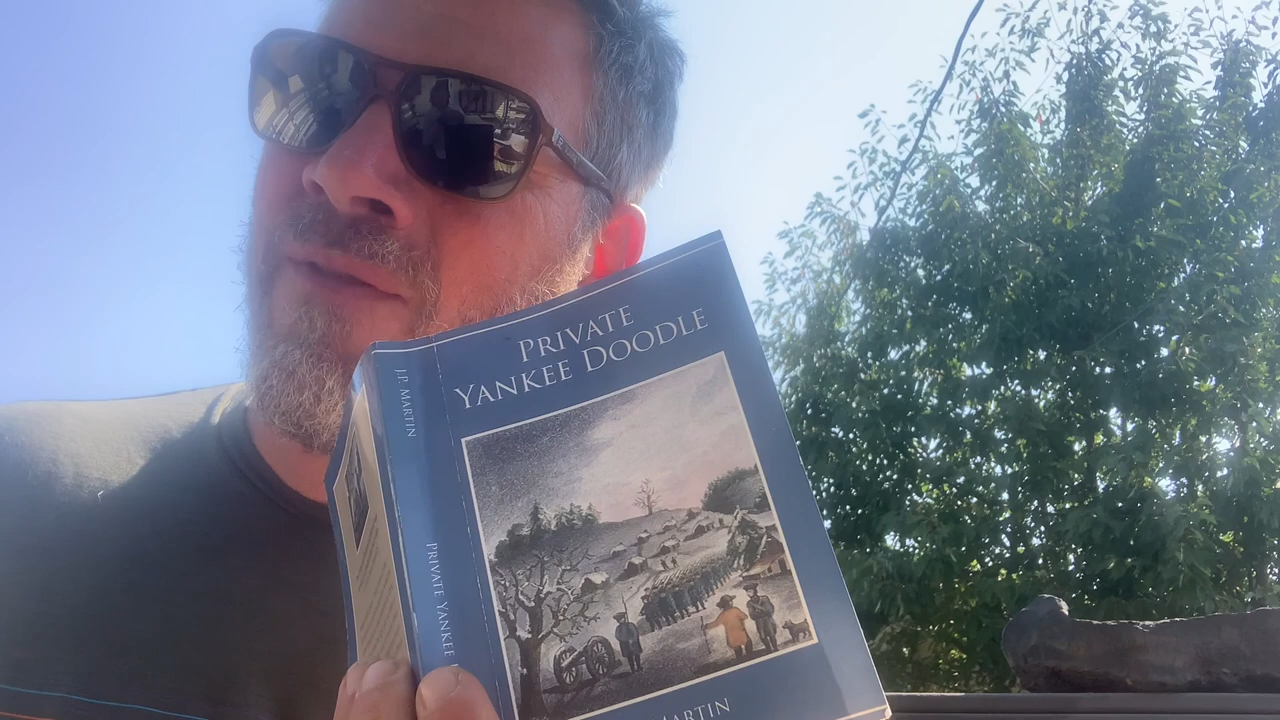 PRIVATE
YANKEE DOODLE
MARTIN
J.P. MARTIN
PRIVATE YANKEE